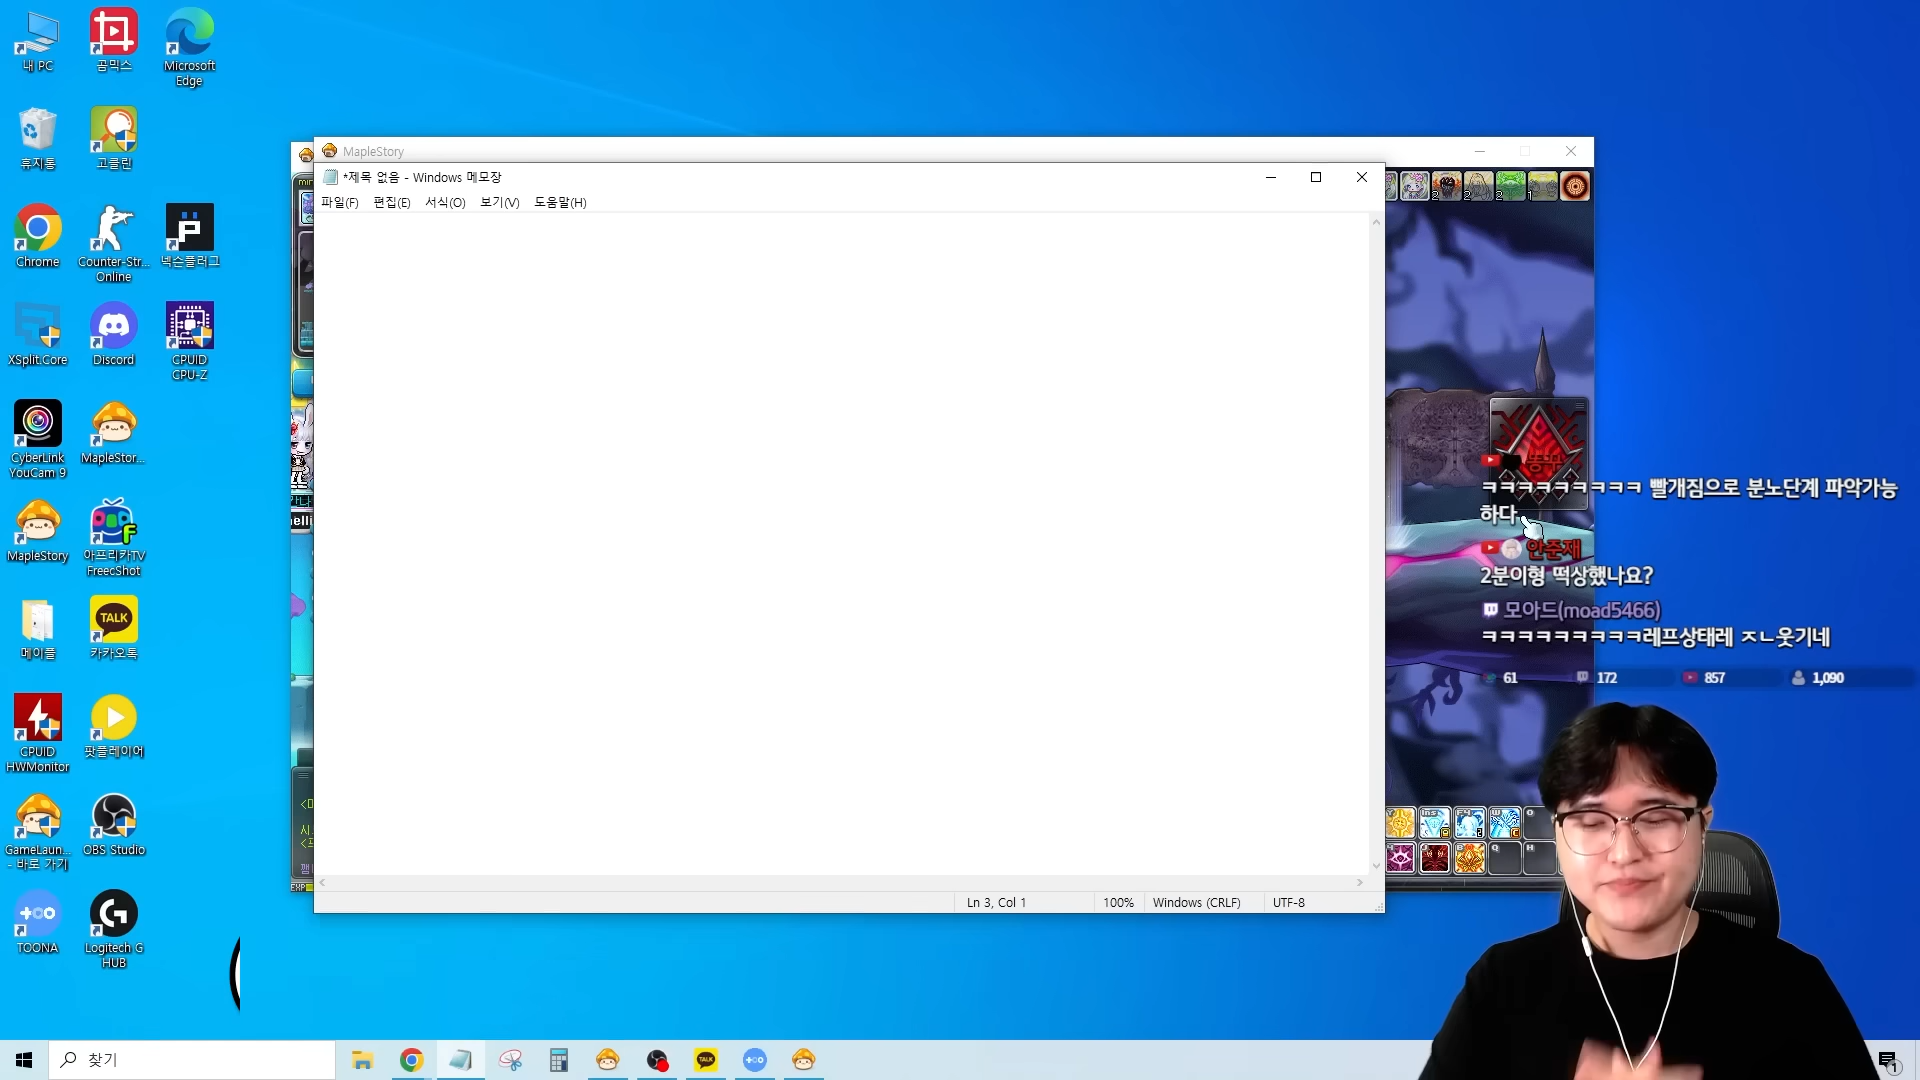 내 PC
곰믹스
Microsoft
Edge
휴지통
고클린
Chrome
Counter-Str...
Online
넥슨플러그
XSplit.Core
Discord
CPUID
CPU-Z
CyberLink
YouCam 9
MapleStor...
MapleStory
아프리카TV
FreecShot
메이플
TALK
카카오톡
CPUID
HWMonitor
팟플레이어
GameLaun...
- 바로 가기
OBS Studio
TOONA
Logitech G
HUB
MapleStory
*제목 없음 - Windows 메모장
파일(F) 편집(E) 서식(O) 보기(V) 도움말(H)
Ln 3, Col 1 100% Windows (CRLF) UTF-8
ㅋㅋㅋㅋㅋㅋㅋㅋㅋ 빨개짐으로 분노단계 파악가능
하다
안준재
2분이형 떡상했나요?
모아드(moad5466)
ㅋㅋㅋㅋㅋㅋㅋㅋㅋ레프상태레 ㅈㄴ웃기네
61 172 857 1,090
EXP
찾기
TALK
1